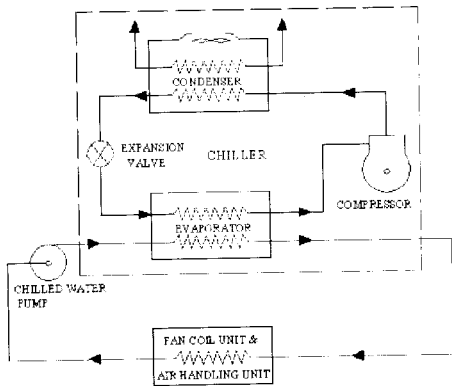 CONDENSER
EXPANSION
VALVE
CHILLER
COMPRESSOR
EVAPORATOR
CHILLED WATER
PUMP
FAN COIL UNIT &
AIR HANDLING UNIT